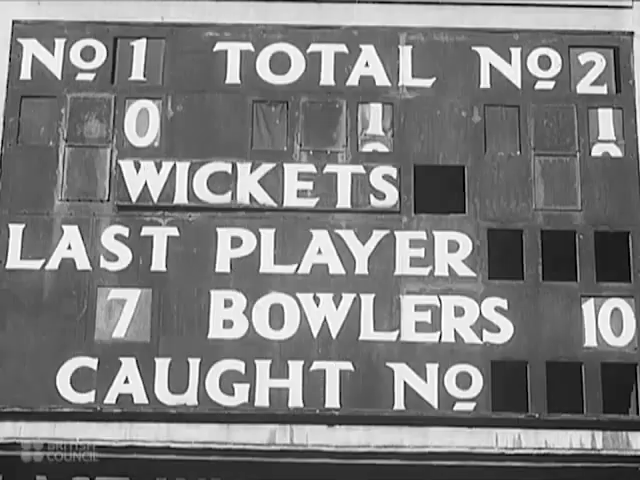 Nº 1 TOTAL Nº 2
0 1 1
WICKETS
LAST PLAYER
7 BOWLERS 10
CAUGHT Nº
BRITISH
COUNCIL